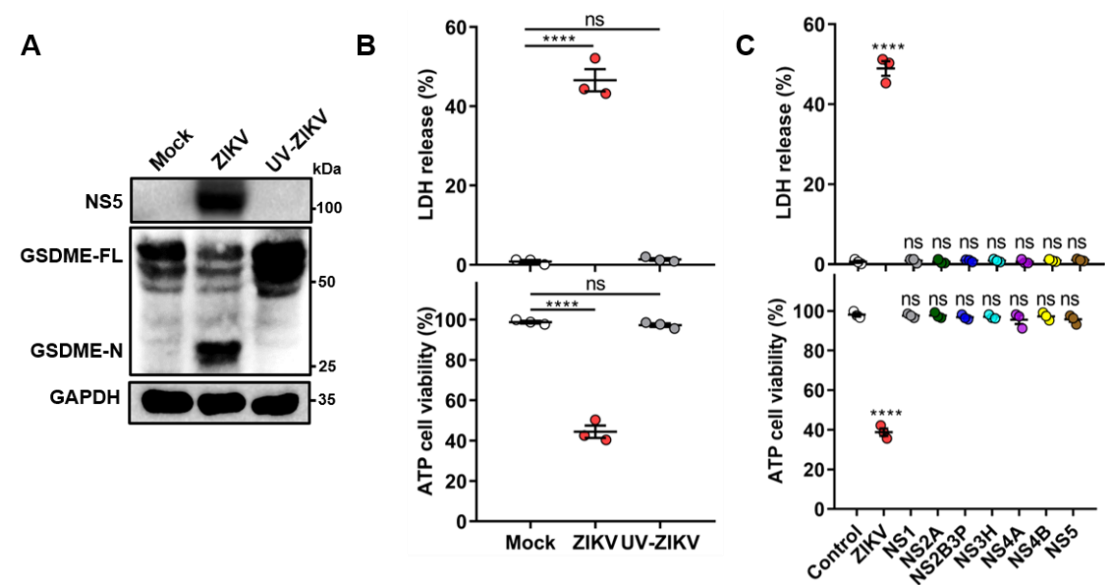 A
Mock
ZIKV
UV-ZIKV
kDa
NS5
100
GSDME-FL
50
GSDME-N
25
GAPDH
35
B
LDH release (%)
60
40
20
0
ns
****
ATP cell viability (%)
100
80
60
40
20
0
ns
****
Mock ZIKV UV-ZIKV
C
LDH release (%)
60
40
20
0
****
ns ns ns ns ns ns ns
ATP cell viability (%)
100
80
60
40
20
0
ns ns ns ns ns ns ns
****
Control
ZIKV
NS1
NS2A
NS2B3P
NS3H
NS4A
NS4B
NS5